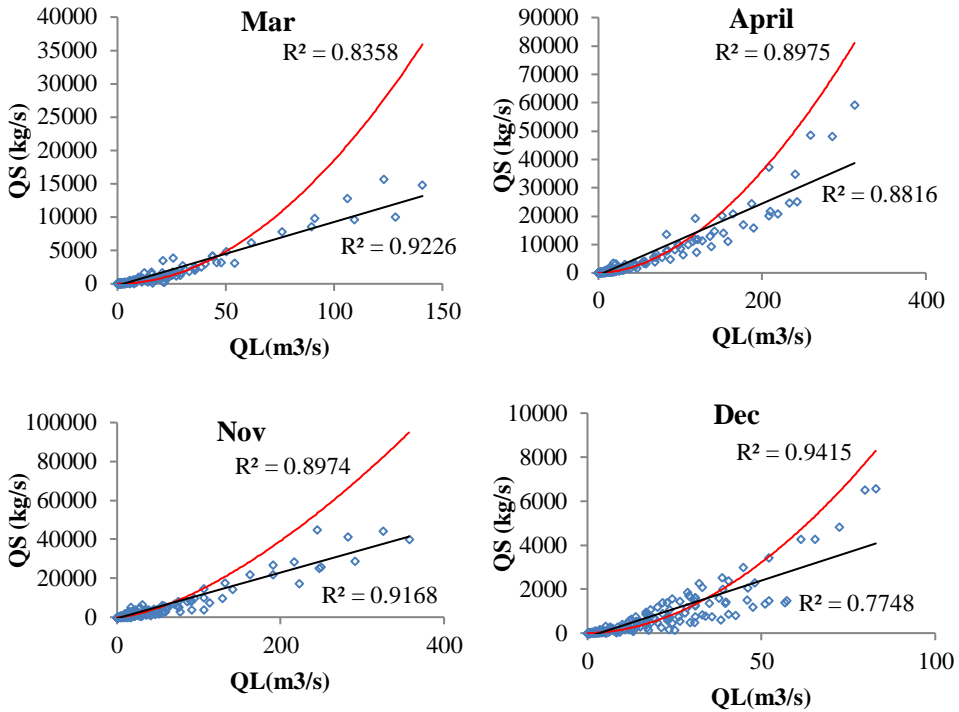 Mar
40000
35000
30000
25000
20000
15000
10000
5000
0
QS (kg/s)
R² = 0.8358
R² = 0.9226
0 50 100 150
QL(m3/s)
April
90000
80000
70000
60000
50000
40000
30000
20000
10000
0
QS(kg/s)
R² = 0.8975
R² = 0.8816
0 200 400
QL(m3/s)
Nov
100000
80000
60000
40000
20000
0
QS (kg/s)
R² = 0.8974
R² = 0.9168
0 200 400
QL(m3/s)
Dec
10000
8000
6000
4000
2000
0
QS (kg/s)
R² = 0.9415
R² = 0.7748
0 50 100
QL(m3/s)